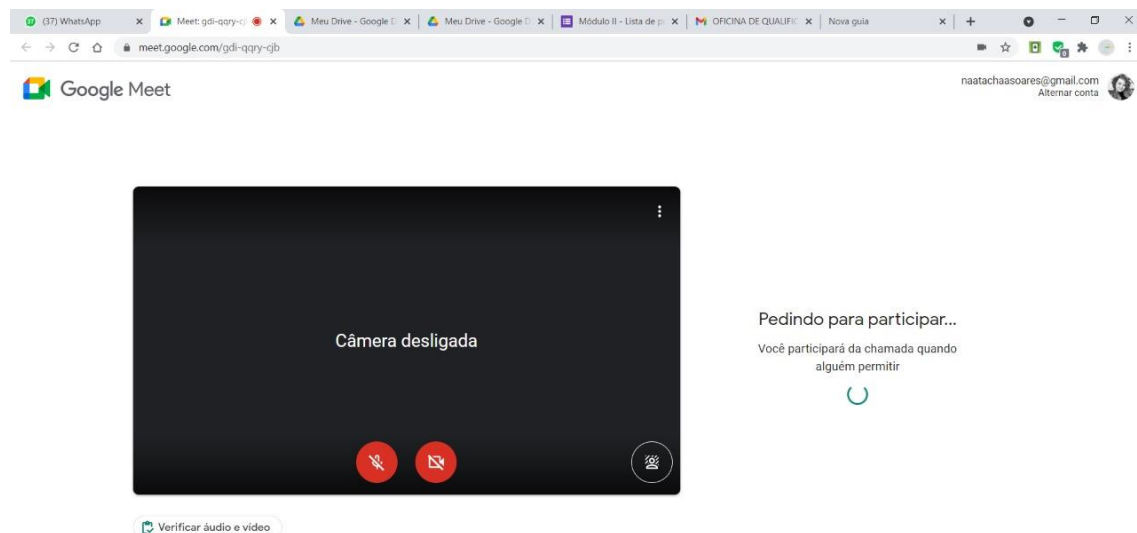 (37) WhatsApp
Meet: gdi-qqry-cj
Meu Drive - Google D
Meu Drive - Google D
Módulo II - Lista de p
OFICINA DE QUALIFIC
Nova guia
meet.google.com/gdi-qqry-cjb
Google Meet
naatachaasoares@gmail.com
Alternar conta
Câmera desligada
Pedindo para participar...
Você participará da chamada quando
alguém permitir
Verificar áudio e vídeo